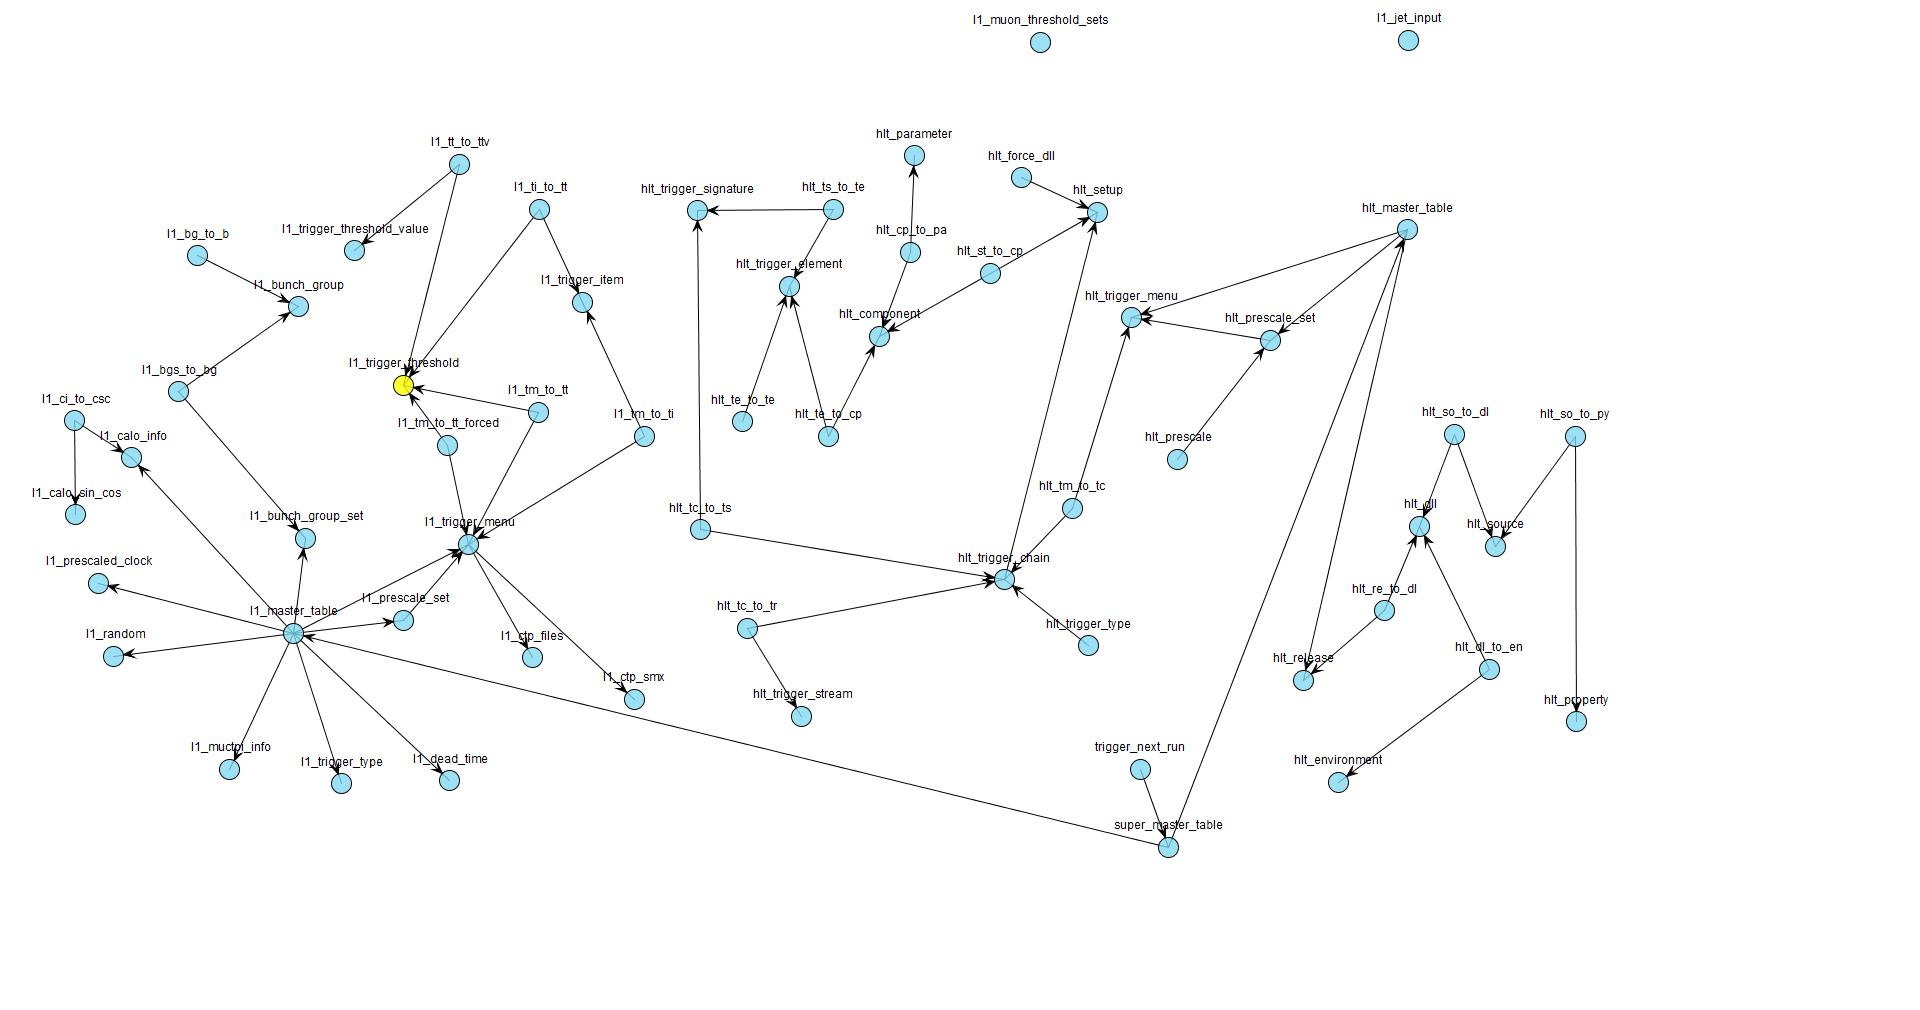 l1_jet_input
l1_muon_threshold_sets
hlt_parameter
l1_tt_to_ttv
hlt_force_dll
l1_ti_to_tt
hlt_trigger_signature
hlt_ts_to_te
hlt_setup
hlt_master_table
l1_bg_to_b
l1_trigger_threshold_value
hlt_cp_to_pa
hlt_st_to_cp
hlt_trigger_element
l1_bunch_group
l1_trigger_item
hlt_trigger_menu
hlt_component
hlt_prescale_set
l1_trigger_threshold
l1_bgs_to_bg
l1_tm_to_tt
l1_ci_to_csc
hlt_te_to_te
l1_tm_to_ti
hlt_te_to_cp
hlt_so_to_dl
hlt_so_to_py
l1_tm_to_tt_forced
l1_calo_info
hlt_prescale
hlt_tm_to_tc
l1_calo_sin_cos
hlt_dll
hlt_tc_to_ts
l1_bunch_group_set
l1_trigger_menu
hlt_source
hlt_trigger_chain
l1_prescaled_clock
hlt_re_to_dl
l1_prescale_set
hlt_tc_to_tr
l1_master_table
hlt_trigger_type
l1_random
l1_ctp_files
hlt_dl_to_en
hlt_release
l1_ctp_smx
hlt_trigger_stream
hlt_property
l1_muctpi_info
trigger_next_run
l1_trigger_type
l1_dead_time
hlt_environment
super_master_table